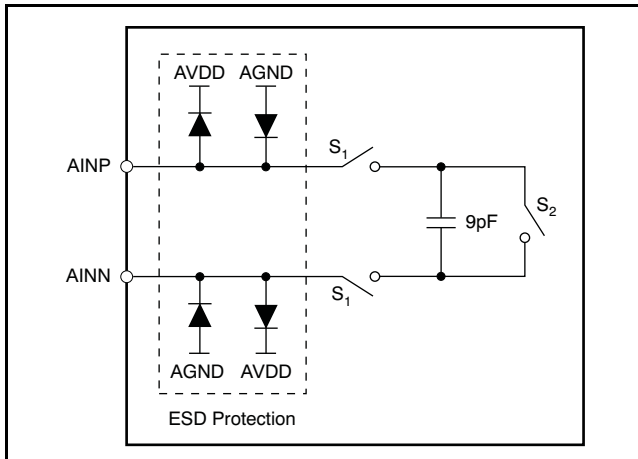 AVDD AGND
AINP
S1
S2
9pF
AINN
S1
AGND AVDD
ESD Protection